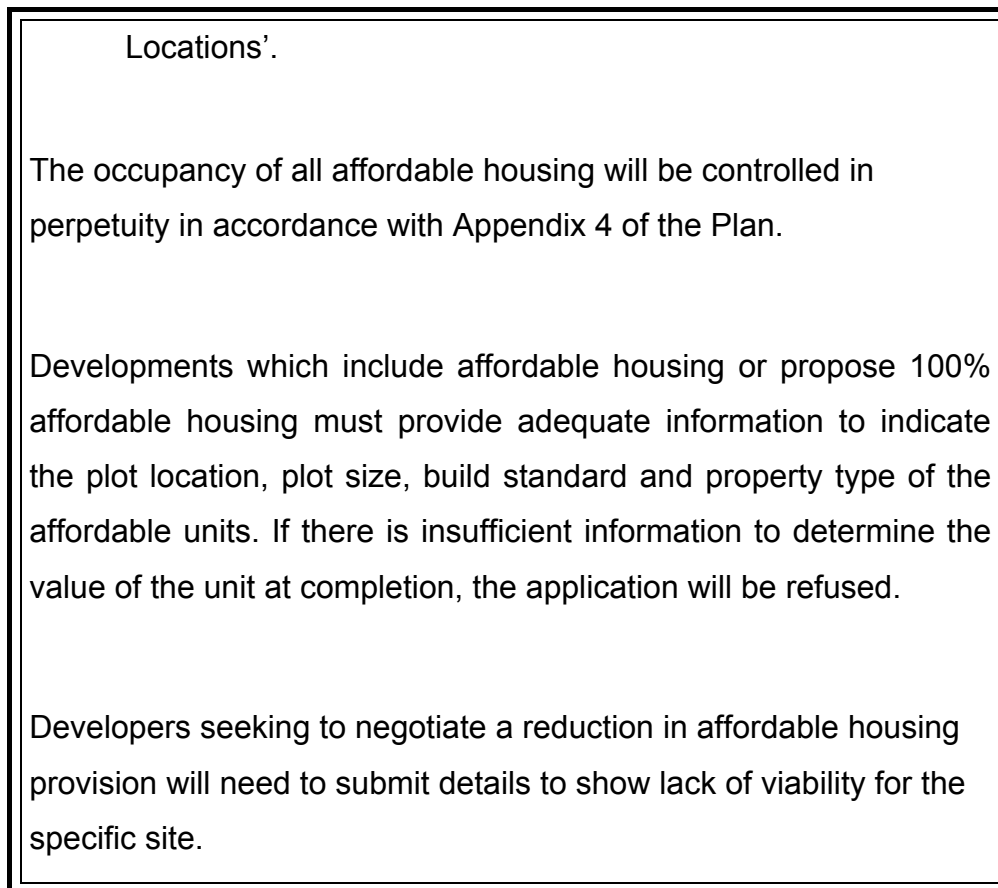 Locations’.
The occupancy of all affordable housing will be controlled in
perpetuity in accordance with Appendix 4 of the Plan.
Developments which include affordable housing or propose 100%
affordable housing must provide adequate information to indicate
the plot location, plot size, build standard and property type of the
affordable units. If there is insufficient information to determine the
value of the unit at completion, the application will be refused.
Developers seeking to negotiate a reduction in affordable housing
provision will need to submit details to show lack of viability for the
specific site.